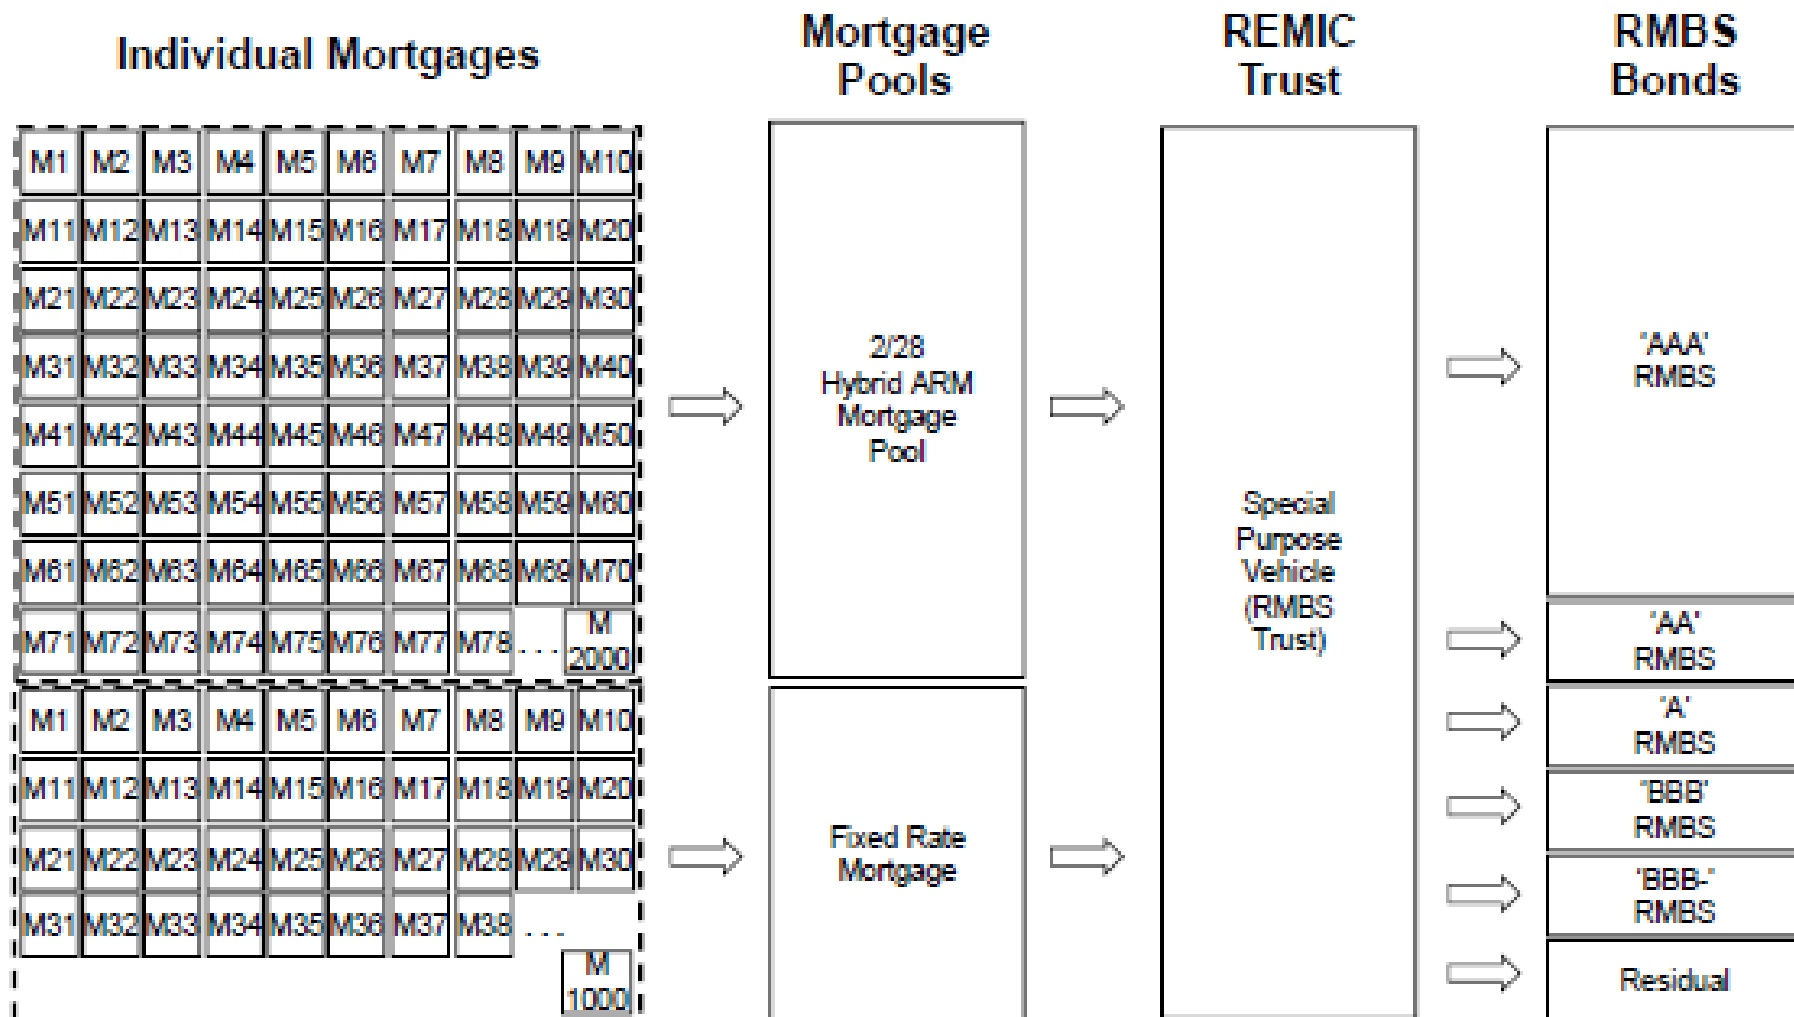 Individual Mortgages
Mortgage
Pools
REMIC
Trust
RMBS
Bonds
M1 M2 M3 M4 M5 M6 M7 M8 M9 M10
M11 M12 M13 M14 M15 M16 M17 M18 M19 M20
M21 M22 M23 M24 M25 M26 M27 M28 M29 M30
M31 M32 M33 M34 M35 M36 M37 M38 M39 M40
M41 M42 M43 M44 M45 M46 M47 M48 M49 M50
M51 M52 M53 M54 M55 M56 M57 M58 M59 M60
M61 M62 M63 M64 M65 M66 M67 M68 M69 M70
M71 M72 M73 M74 M75 M76 M77 M78 . . . M
2000
M1 M2 M3 M4 M5 M6 M7 M8 M9 M10
M11 M12 M13 M14 M15 M16 M17 M18 M19 M20
M21 M22 M23 M24 M25 M26 M27 M28 M29 M30
M31 M32 M33 M34 M35 M36 M37 M38 . . .
M
1000
2/28
Hybrid ARM
Mortgage
Pool
Fixed Rate
Mortgage
Special
Purpose
Vehicle
(RMBS
Trust)
'AAA'
RMBS
'AA'
RMBS
'A'
RMBS
'BBB'
RMBS
'BBB-'
RMBS
Residual